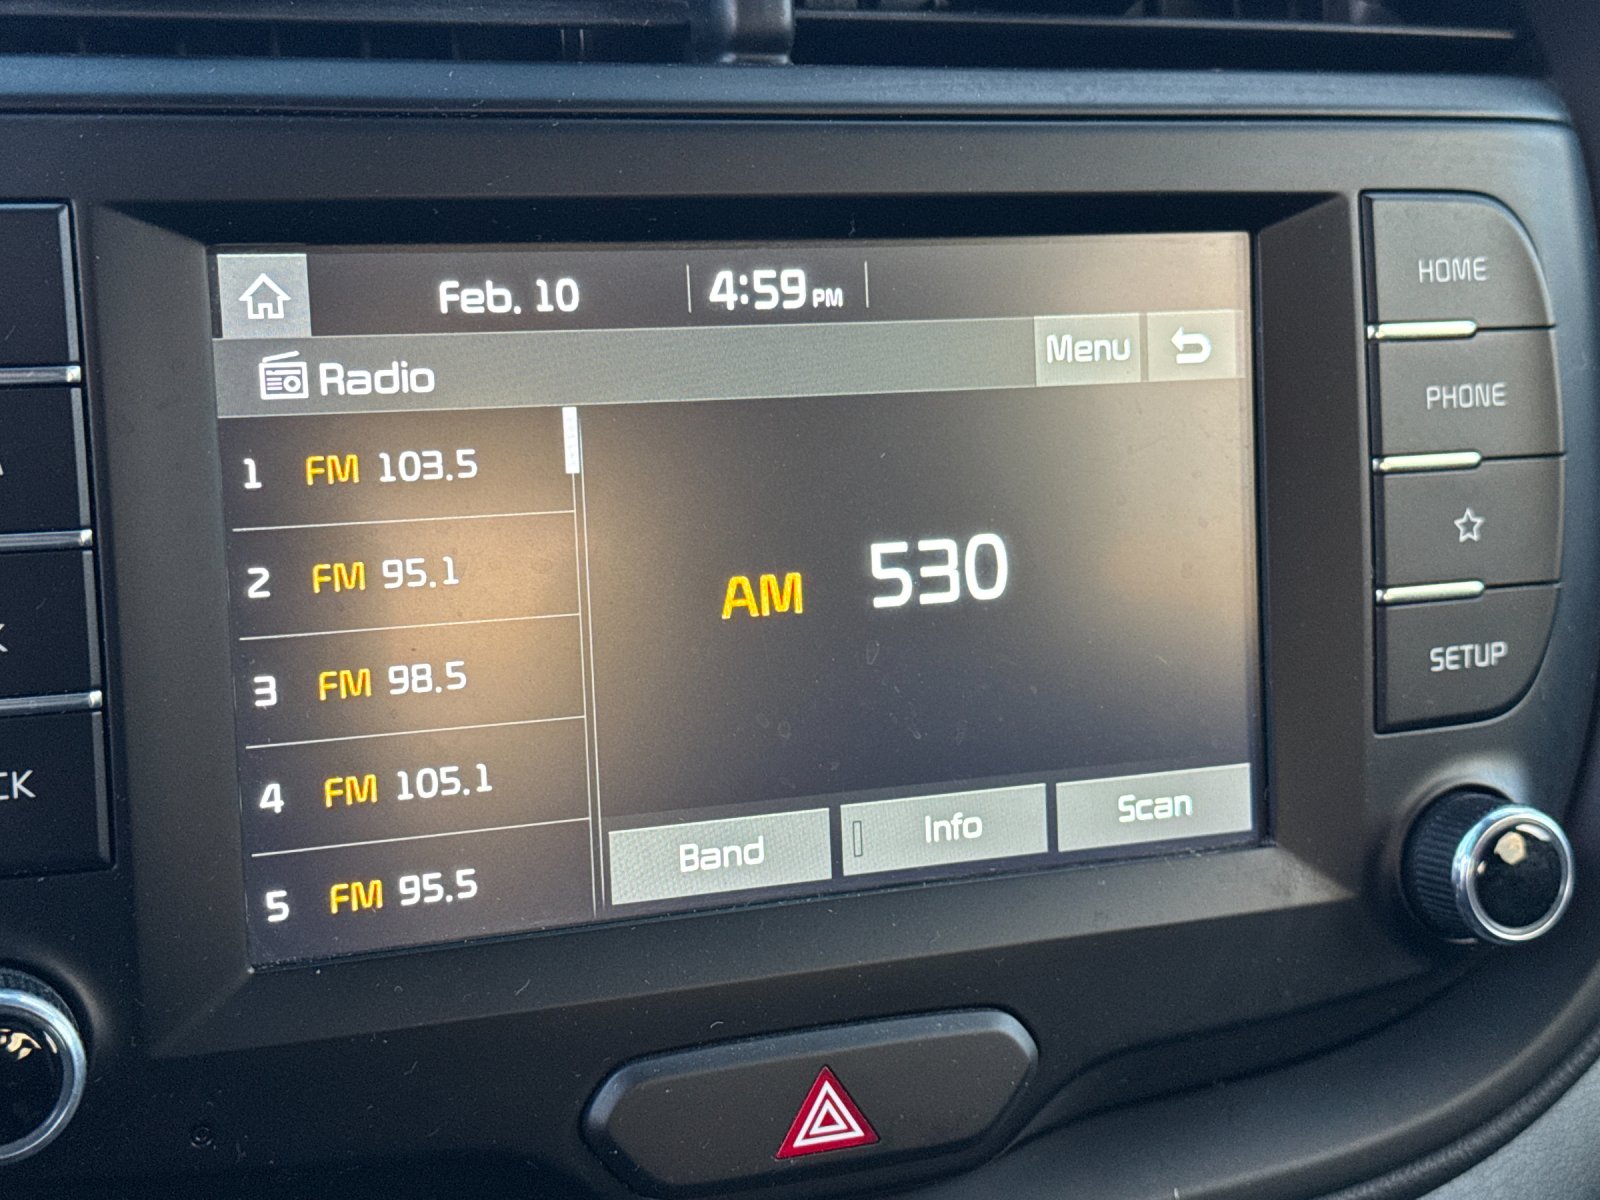 Feb. 10 4:59 PM
Radio Menu
1 FM 103.5
2 FM 95.1
3 FM 98.5
4 FM 105.1
5 FM 95.5
AM 530
Band Info Scan
HOME
PHONE
SETUP
CK